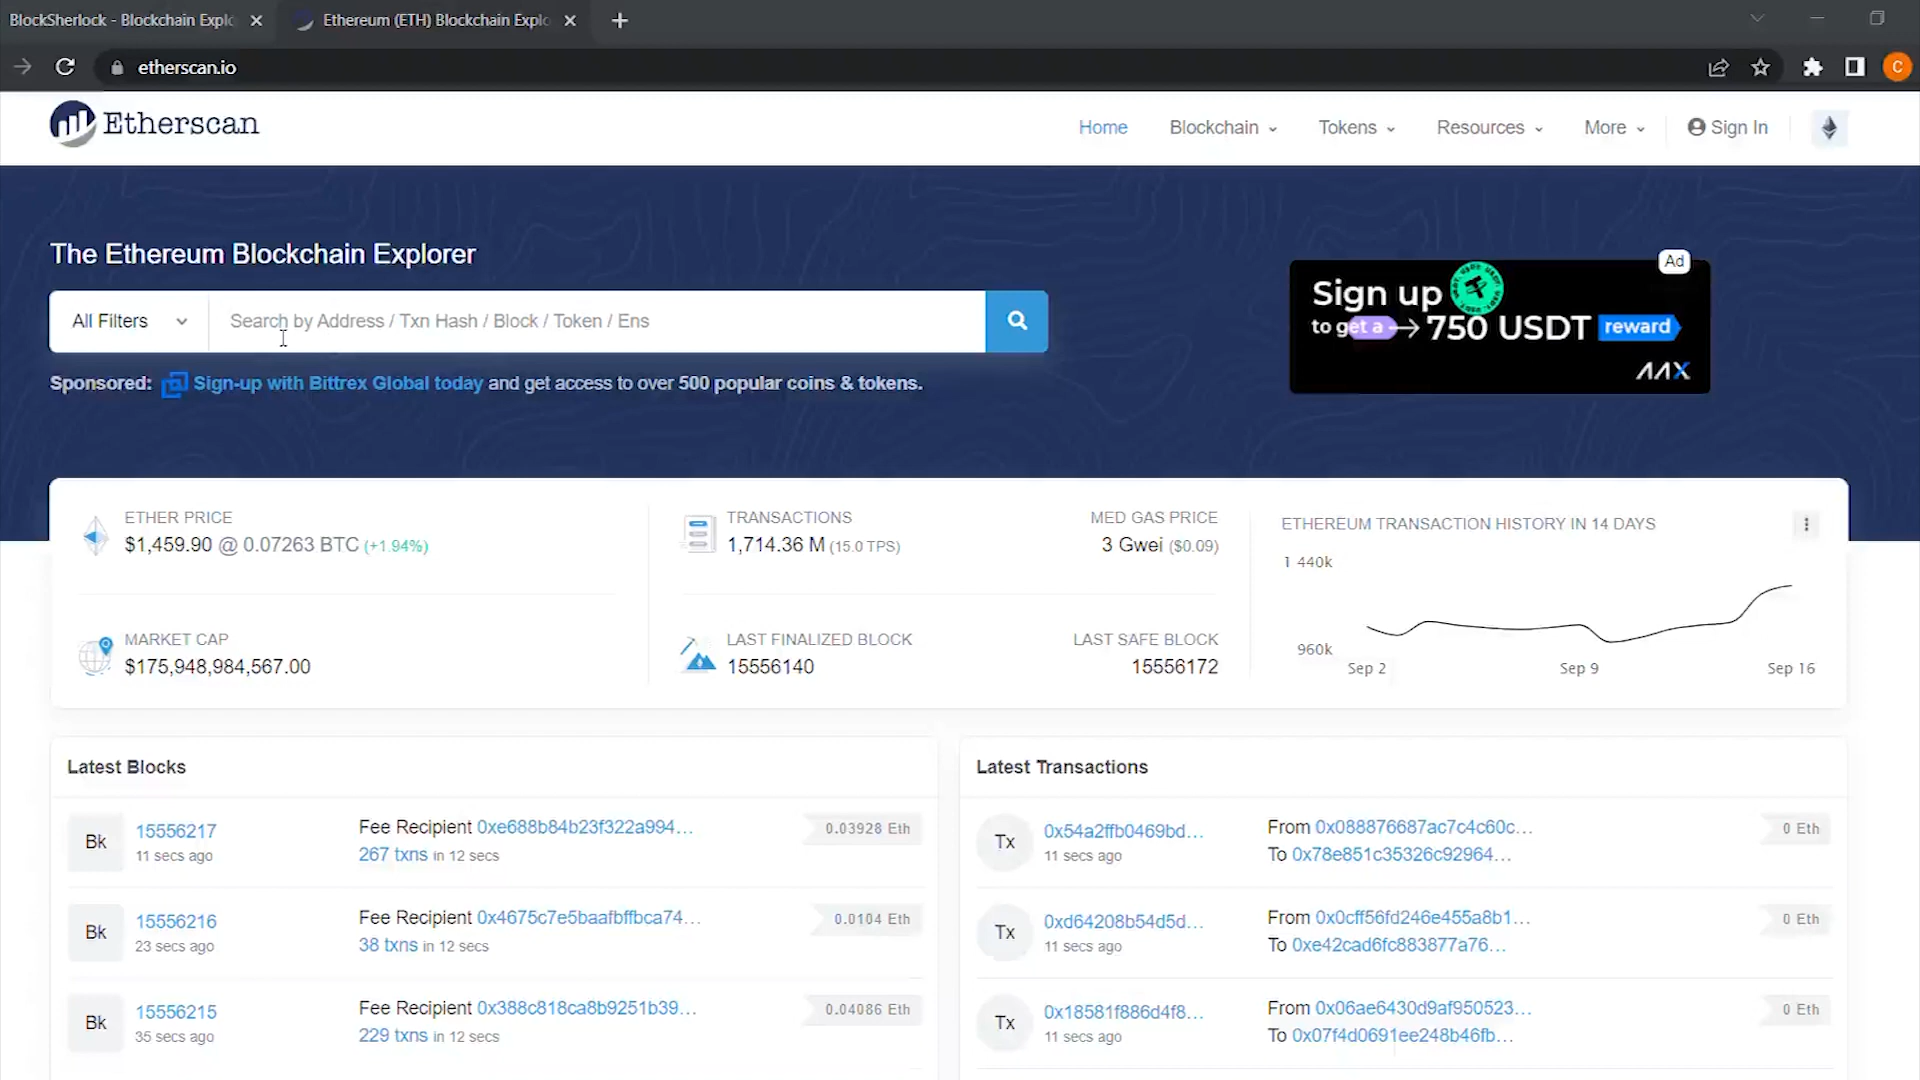 BlockSherlock - Blockchain Explo
Ethereum (ETH) Blockchain Explo
etherscan.io
C
Etherscan
Home
Blockchain
Tokens
Resources
More
Sign In
The Ethereum Blockchain Explorer
All Filters
Search by Address / Txn Hash / Block / Token / Ens
Sponsored: Sign-up with Bittrex Global today and get access to over 500 popular coins & tokens.
Ad
Sign up
to get a 750 USDT reward
AAX
ETHER PRICE
$1,459.90 @ 0.07263 BTC (+1.94%)
MARKET CAP
$175,948,984,567.00
TRANSACTIONS
1,714.36 M (15.0 TPS)
MED GAS PRICE
3 Gwei ($0.09)
LAST FINALIZED BLOCK
15556140
LAST SAFE BLOCK
15556172
ETHEREUM TRANSACTION HISTORY IN 14 DAYS
1 440k
960k
Sep 2
Sep 9
Sep 16
Latest Blocks
Bk
15556217
11 secs ago
Fee Recipient 0xe688b84b23f322a994...
267 txns in 12 secs
0.03928 Eth
Bk
15556216
23 secs ago
Fee Recipient 0x4675c7e5baafbffbca74...
38 txns in 12 secs
0.0104 Eth
Bk
15556215
35 secs ago
Fee Recipient 0x388c818ca8b9251b39...
229 txns in 12 secs
0.04086 Eth
Latest Transactions
Tx
0x54a2ffb0469bd...
11 secs ago
From 0x088876687ac7c4c60c...
To 0x78e851c35326c92964...
0 Eth
Tx
0xd64208b54d5d...
11 secs ago
From 0x0cff56fd246e455a8b1...
To 0xe42cad6fc883877a76...
0 Eth
Tx
0x18581f886d4f8...
11 secs ago
From 0x06ae6430d9af950523...
To 0x07f4d0691ee248b46fb...
0 Eth